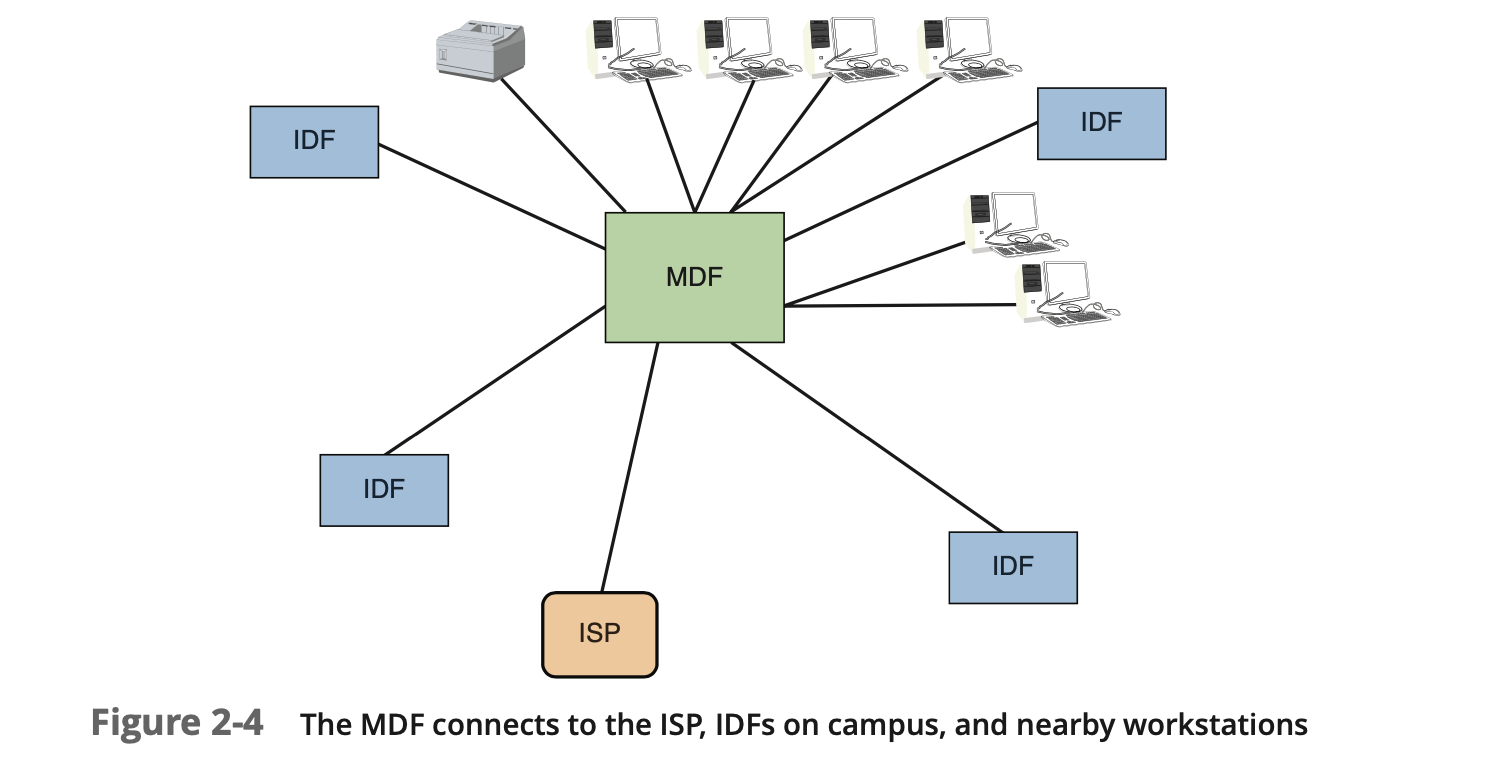 IDF
IDF
MDF
IDF
IDF
ISP
Figure 2-4 The MDF connects to the ISP, IDFs on campus, and nearby workstations